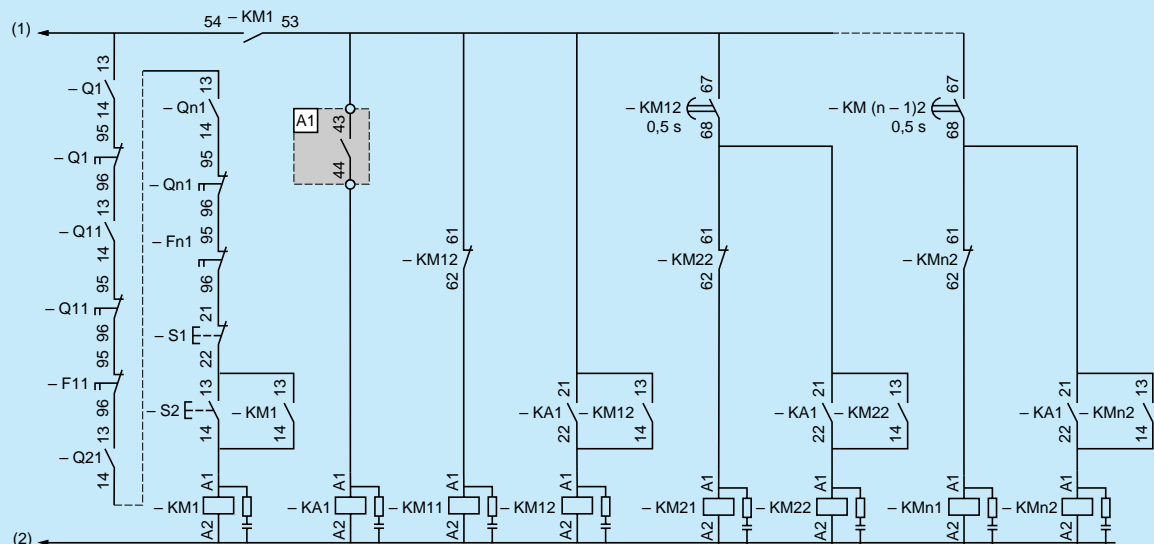 (1)
54 – KM1 53
13
– Q1
14
95
– Q1
96
13
– Q11
14
95
– Q11
96
95
– F11
96
13
– Q21
14
13
– Qn1
14
95
– Qn1
96
95
– Fn1
96
21
– S1
22
13
– S2
14
13
– KM1
14
A1
– KM1
A2
A1
43
44
A1
– KA1
A2
61
– KM12
62
A1
– KM11
A2
21
– KA1
22
13
– KM12
14
A1
– KM12
A2
67
– KM12
0,5 s
68
61
– KM22
62
A1
– KM21
A2
21
– KA1
22
13
– KM22
14
A1
– KM22
A2
67
– KM (n – 1)2
0,5 s
68
61
– KMn2
62
A1
– KMn1
A2
21
– KA1
22
13
– KMn2
14
A1
– KMn2
A2
(2)